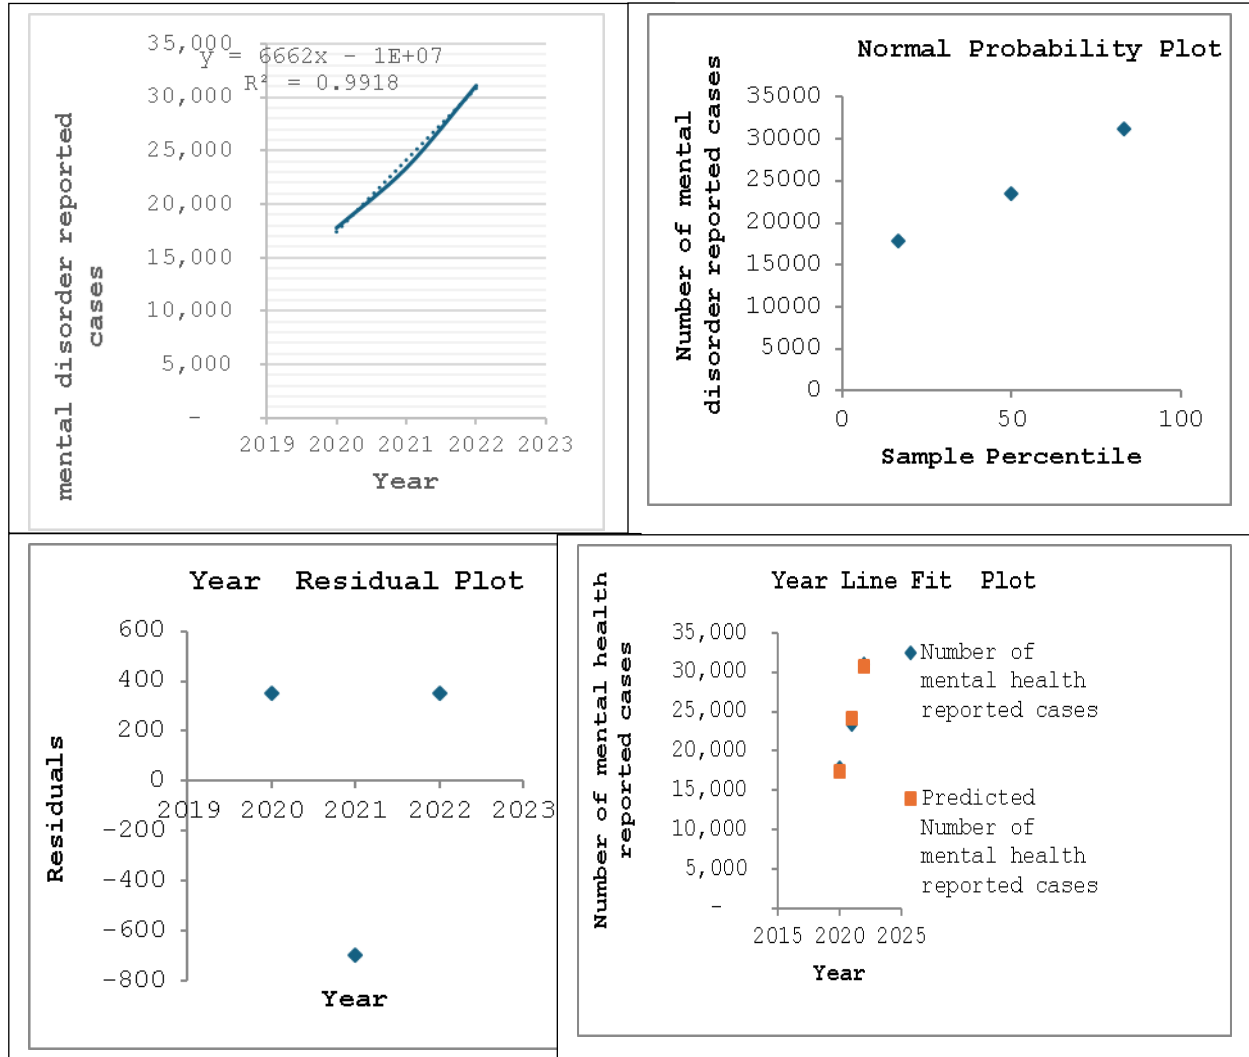 35,000
y = 6662x - 1E+07
R² = 0.9918
30,000
25,000
20,000
15,000
10,000
5,000
-
2019 2020 2021 2022 2023
Year
mental disorder reported
cases
Normal Probability Plot
35000
30000
25000
20000
15000
10000
5000
0
0 50 100
Sample Percentile
Number of mental
disorder reported cases
Year Residual Plot
600
400
200
0
2019 2020 2021 2022 2023
-200
-400
-600
-800
Year
Residuals
Year Line Fit Plot
35,000
30,000
25,000
20,000
15,000
10,000
5,000
-
2015 2020 2025
Year
Number of mental health
reported cases
Number of
mental health
reported cases
Predicted
Number of
mental health
reported cases